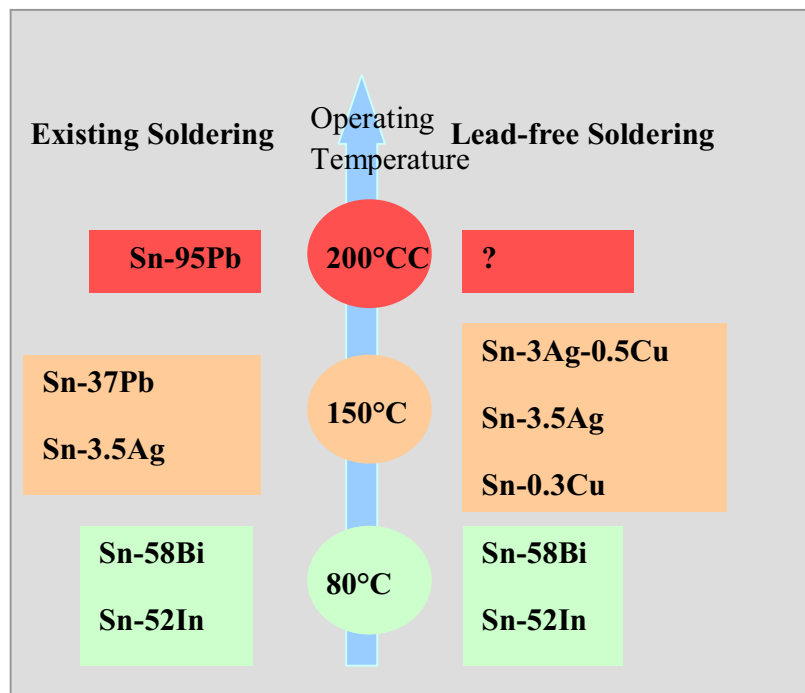 Existing Soldering
Operating
Temperature
Lead-free Soldering
Sn-95Pb
200°CC
?
Sn-37Pb
Sn-3.5Ag
150°C
Sn-3Ag-0.5Cu
Sn-3.5Ag
Sn-0.3Cu
Sn-58Bi
Sn-52In
80°C
Sn-58Bi
Sn-52In